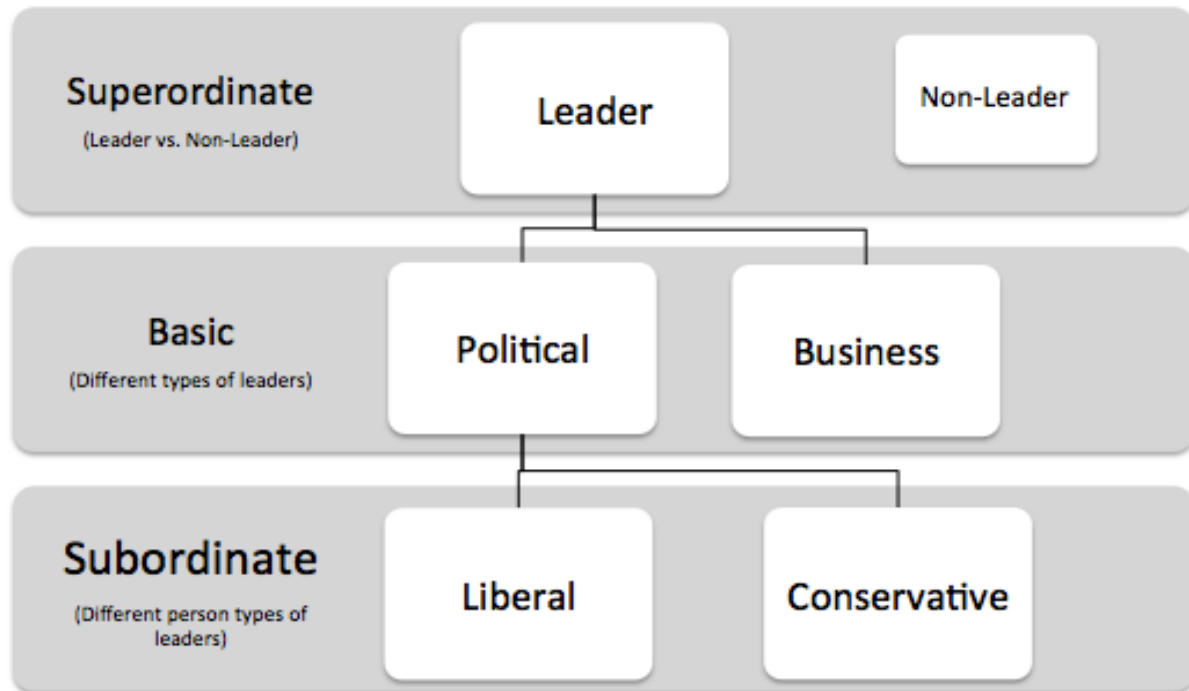 Superordinate
(Leader vs. Non-Leader)
Leader
Non-Leader
Basic
(Different types of leaders)
Political
Business
Subordinate
(Different person types of
leaders)
Liberal
Conservative